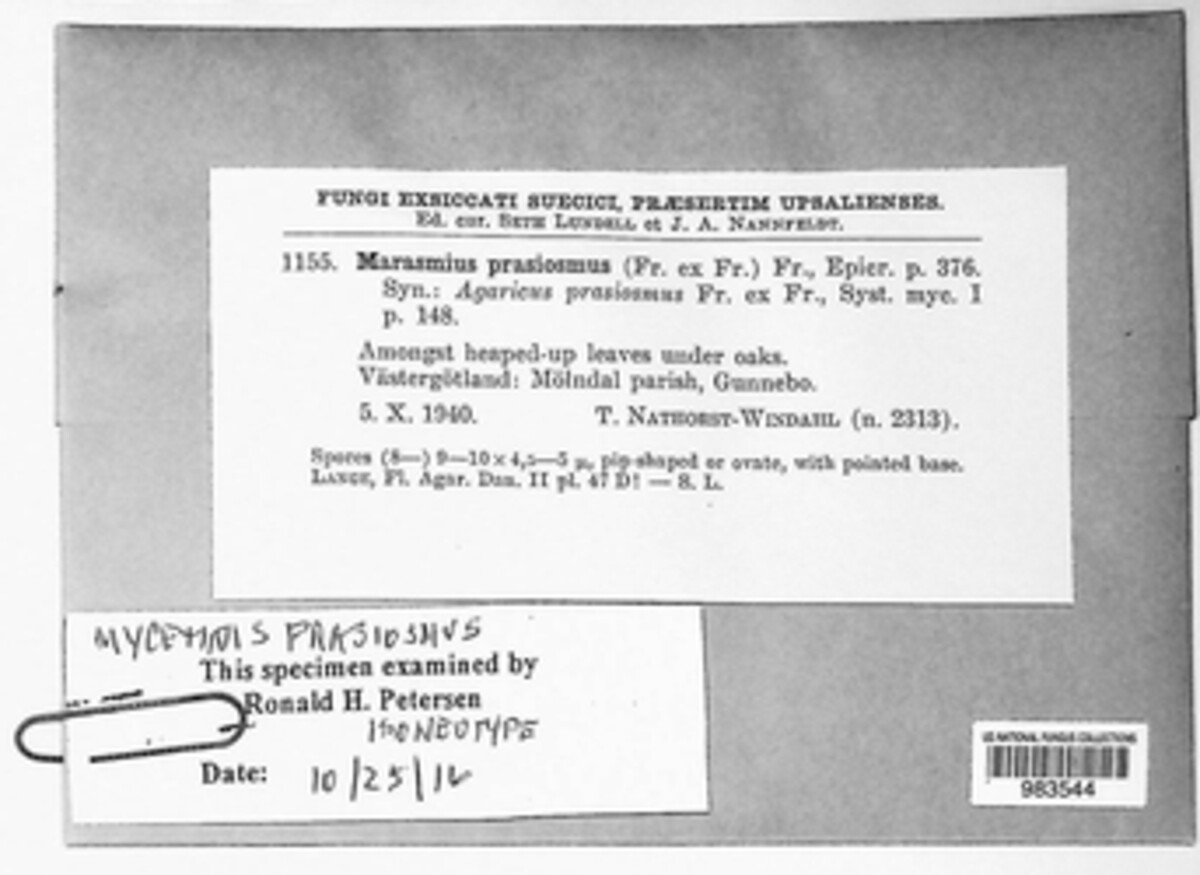 FUNGI EXSICCATI SUECICI, PRÆSERTIM UPSALIENSES.
Ed. cur. SETH LUNDELL et J. A. NANNFELDT.
1155. Marasmius prasiosmus (Fr. ex Fr.) Fr., Epicr. p. 376.
Syn.: Agaricus prasiosmus Fr. ex Fr., Syst. myc. I
p. 148.
Amongst heaped-up leaves under oaks.
Västergötland: Mölndal parish, Gunnebo.
5. X. 1940. T. NATHORST-WINDAHL (n. 2313).
Spores (8—) 9—10 × 4,5—5 µ, pip-shaped or ovate, with pointed base.
LANGE, Fl. Agar. Dan. II pl. 47 D! — S. L.
MYCETINIS PRASIOSMUS
This specimen examined by
Ronald H. Petersen
ISONEOTYPE
Date: 10/25/16
US NATIONAL FUNGUS COLLECTIONS
983544